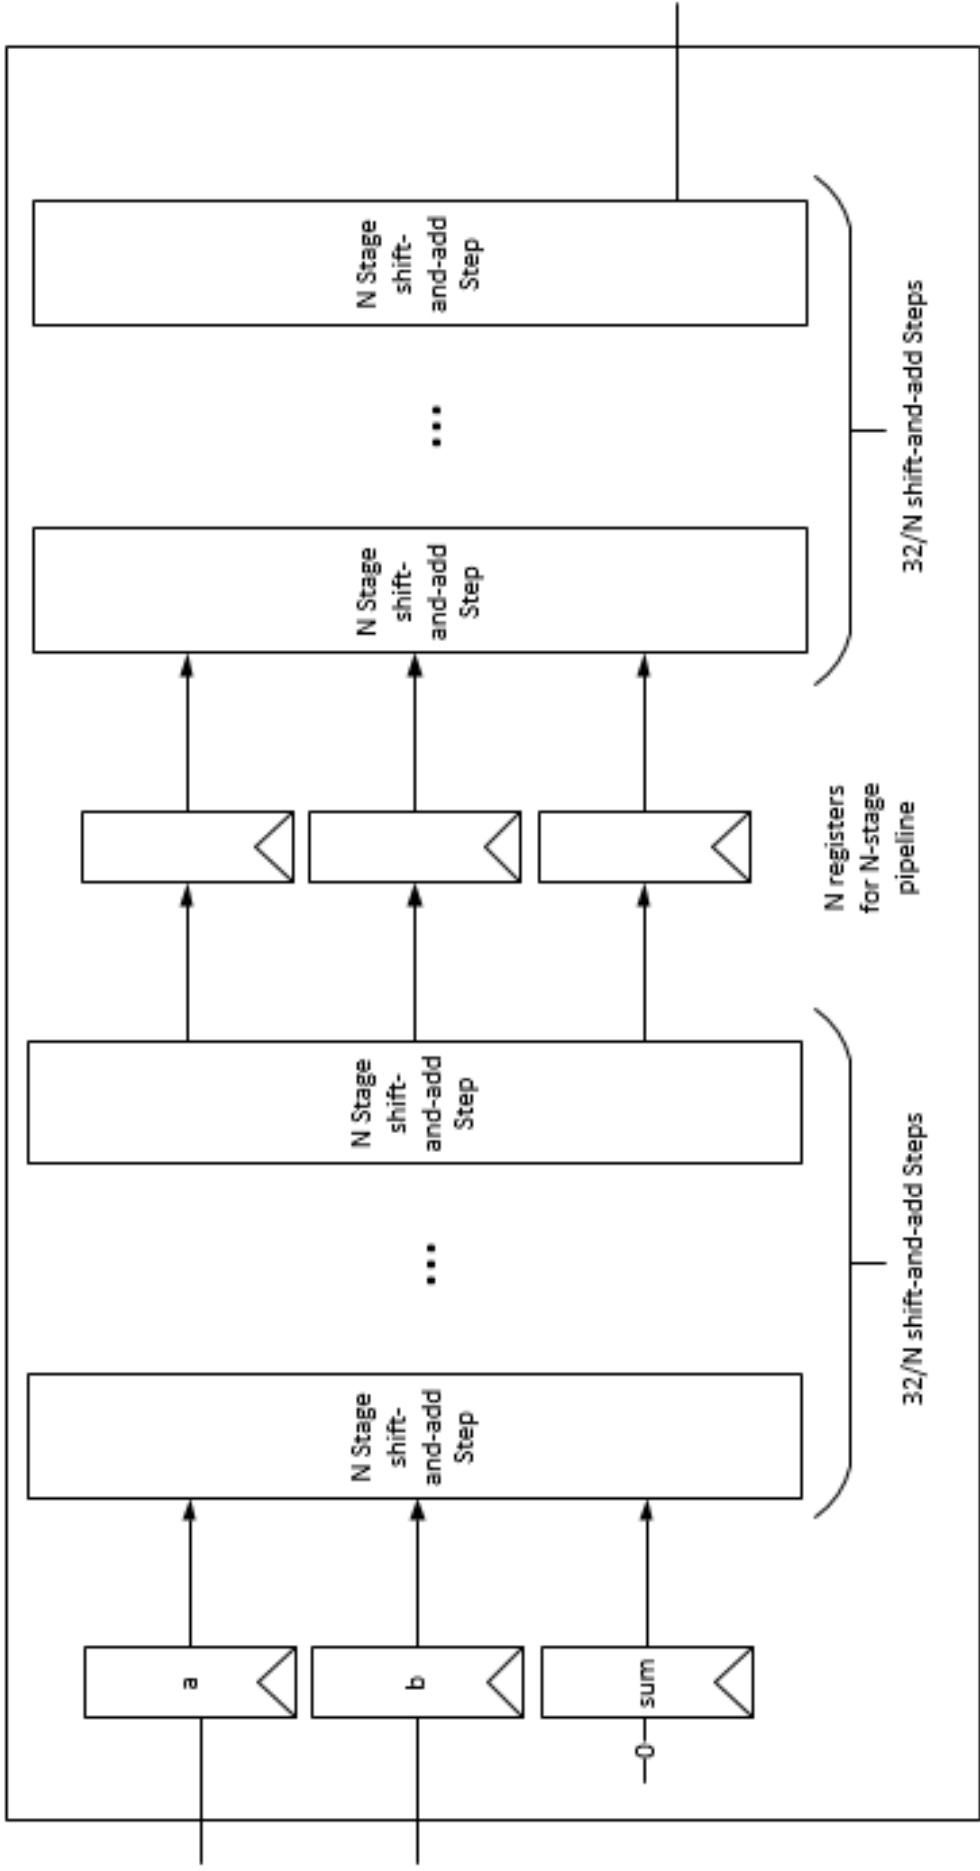 a
b
0
sum
N Stage
shift-
and-add
Step
...
N Stage
shift-
and-add
Step
32/N shift-and-add Steps
N registers
for N-stage
pipeline
N Stage
shift-
and-add
Step
...
N Stage
shift-
and-add
Step
32/N shift-and-add Steps